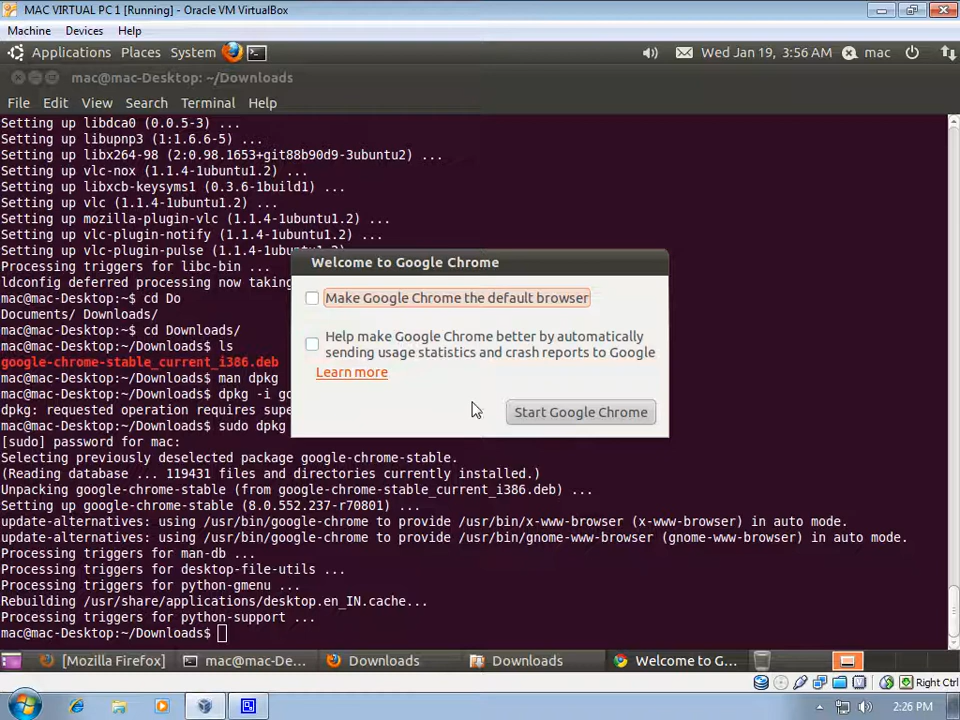 MAC VIRTUAL PC 1 [Running] - Oracle VM VirtualBox
Machine Devices Help
Applications Places System Wed Jan 19, 3:56 AM mac
mac@mac-Desktop: ~/Downloads
File Edit View Search Terminal Help
Setting up libdca0 (0.0.5-3) ...
Setting up libupnp3 (1:1.6.6-5) ...
Setting up libx264-98 (2:0.98.1653+git88b90d9-3ubuntu2) ...
Setting up vlc-nox (1.1.4-1ubuntu1.2) ...
Setting up libxcb-keysyms1 (0.3.6-1build1) ...
Setting up vlc (1.1.4-1ubuntu1.2) ...
Setting up mozilla-plugin-vlc (1.1.4-1ubuntu1.2) ...
Setting up vlc-plugin-notify (1.1.4-1ubuntu1.2) ...
Setting up vlc-plugin-pulse (1.1.4-1ubuntu1.2) ...
Processing triggers for libc-bin ...
ldconfig deferred processing now taking
mac@mac-Desktop:~$ cd Do
Documents/ Downloads/
mac@mac-Desktop:~$ cd Downloads/
mac@mac-Desktop:~/Downloads$ ls
google-chrome-stable_current_i386.deb
mac@mac-Desktop:~/Downloads$ man dpkg
mac@mac-Desktop:~/Downloads$ dpkg -i go
dpkg: requested operation requires supe
mac@mac-Desktop:~/Downloads$ sudo dpkg
[sudo] password for mac:
Selecting previously deselected package google-chrome-stable.
(Reading database ... 119431 files and directories currently installed.)
Unpacking google-chrome-stable (from google-chrome-stable_current_i386.deb) ...
Setting up google-chrome-stable (8.0.552.237-r70801) ...
update-alternatives: using /usr/bin/google-chrome to provide /usr/bin/x-www-browser (x-www-browser) in auto mode.
update-alternatives: using /usr/bin/google-chrome to provide /usr/bin/gnome-www-browser (gnome-www-browser) in auto mode.
Processing triggers for man-db ...
Processing triggers for desktop-file-utils ...
Processing triggers for python-gmenu ...
Rebuilding /usr/share/applications/desktop.en_IN.cache...
Processing triggers for python-support ...
mac@mac-Desktop:~/Downloads$
Welcome to Google Chrome
Make Google Chrome the default browser
Help make Google Chrome better by automatically
sending usage statistics and crash reports to Google
Learn more
Start Google Chrome
[Mozilla Firefox] mac@mac-De... Downloads Downloads Welcome to G...
Right Ctrl
2:26 PM